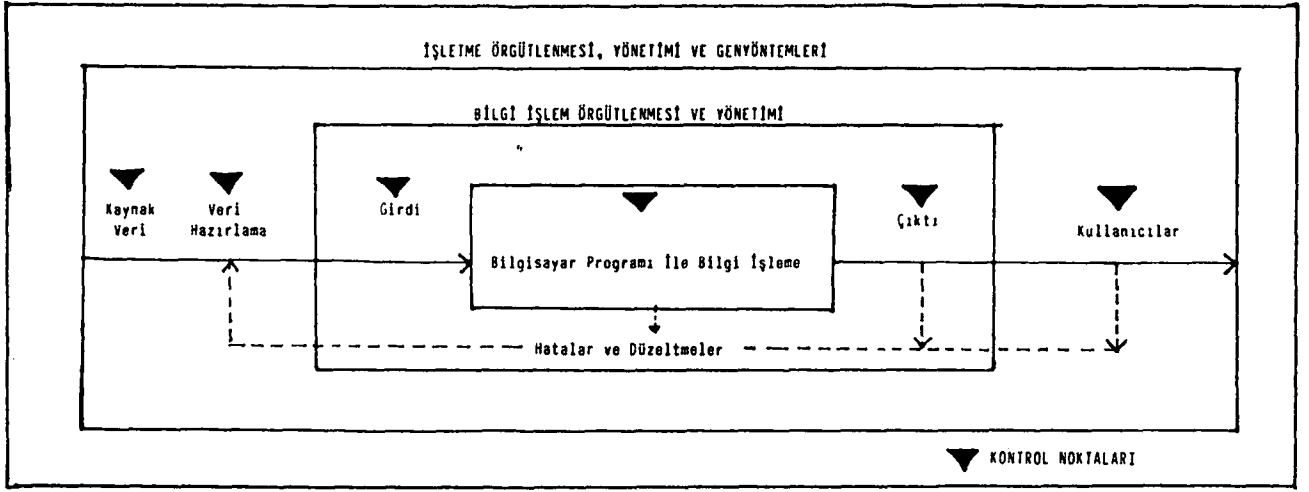 İŞLETME ÖRGÜTLENMESİ, YÖNETİMİ VE GENYÖNTEMLERİ
BİLGİ İŞLEM ÖRGÜTLENMESİ VE YÖNETİMİ
Kaynak
Veri
Veri
Hazırlama
Girdi
Çıktı
Kullanıcılar
Bilgisayar Programı İle Bilgi İşleme
Hatalar ve Düzeltmeler
KONTROL NOKTALARI